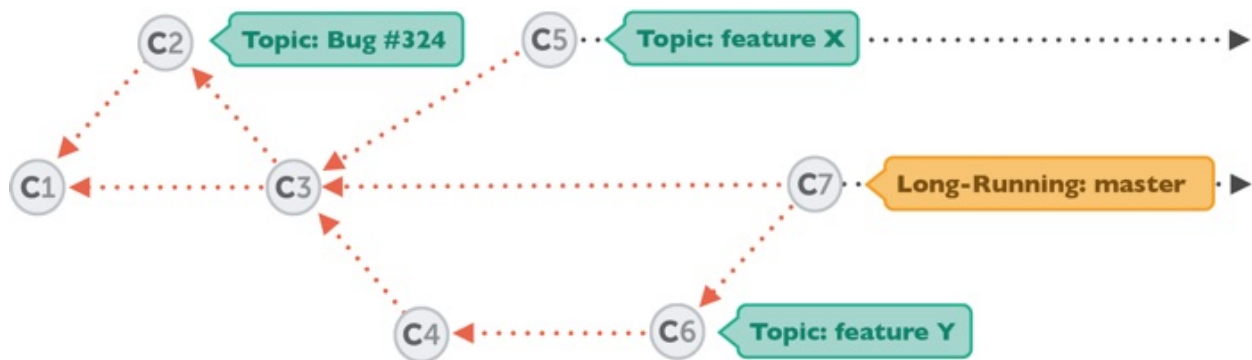 C2
Topic: Bug #324
C5
Topic: feature X
C1
C3
C7
Long-Running: master
C4
C6
Topic: feature Y